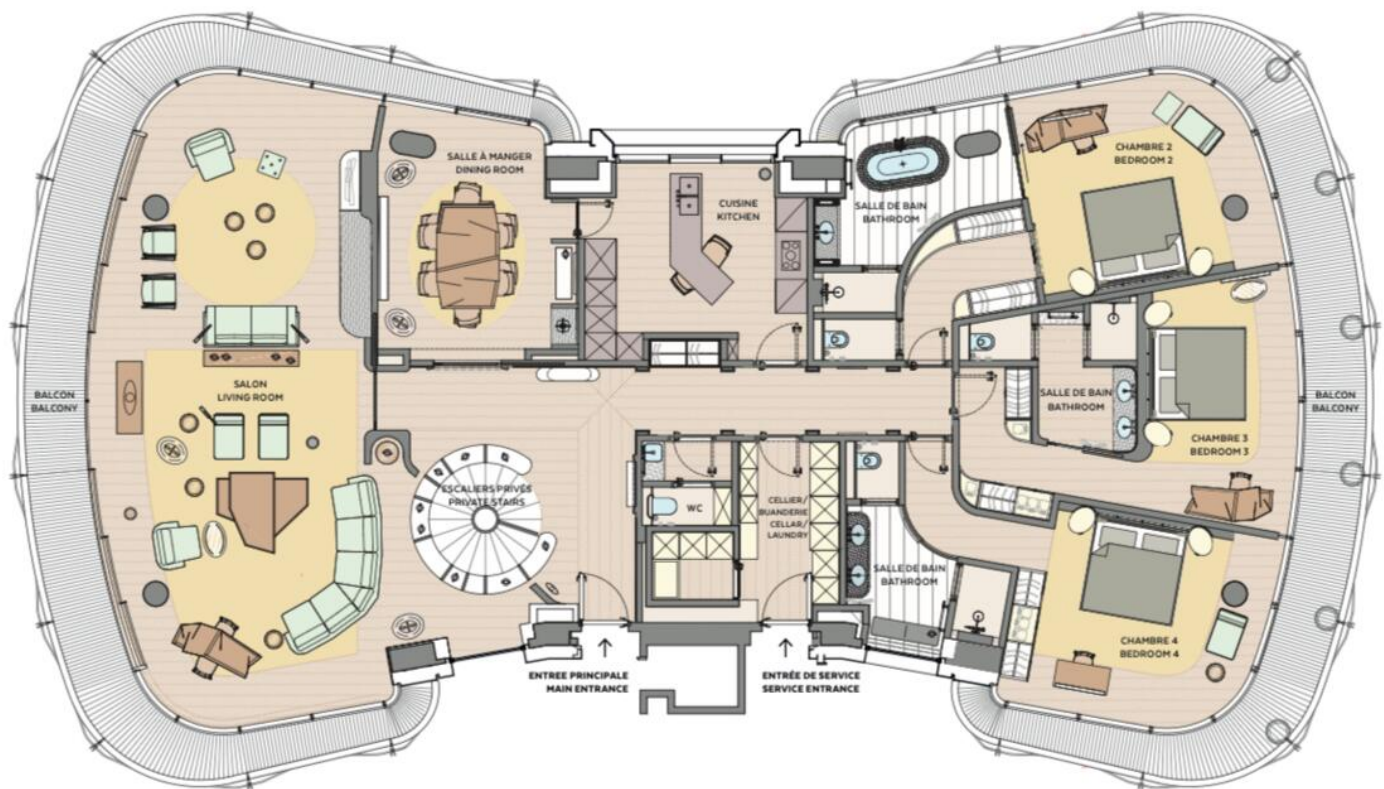 SALLE À MANGER
DINING ROOM
CUISINE
KITCHEN
SALLE DE BAIN
BATHROOM
CHAMBRE 2
BEDROOM 2
SALON
LIVING ROOM
BALCON
BALCONY
SALLE DE BAIN
BATHROOM
BALCON
BALCONY
CHAMBRE 3
BEDROOM 3
ESCALIERS PRIVÉS
PRIVATE STAIRS
WC
CELLIER/
BUANDERIE
CELLAR/
LAUNDRY
SALLE DE BAIN
BATHROOM
CHAMBRE 4
BEDROOM 4
ENTREE PRINCIPALE
MAIN ENTRANCE
ENTRÉE DE SERVICE
SERVICE ENTRANCE